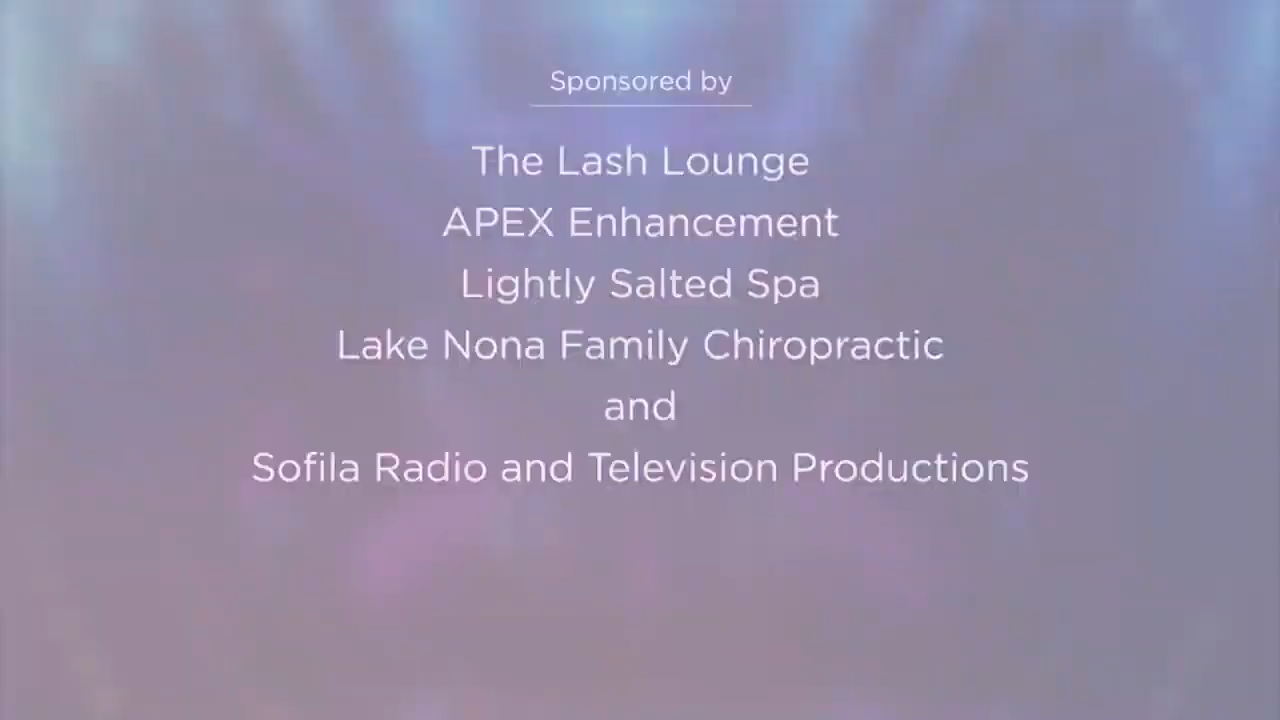 Sponsored by
The Lash Lounge
APEX Enhancement
Lightly Salted Spa
Lake Nona Family Chiropractic
and
Sofila Radio and Television Productions